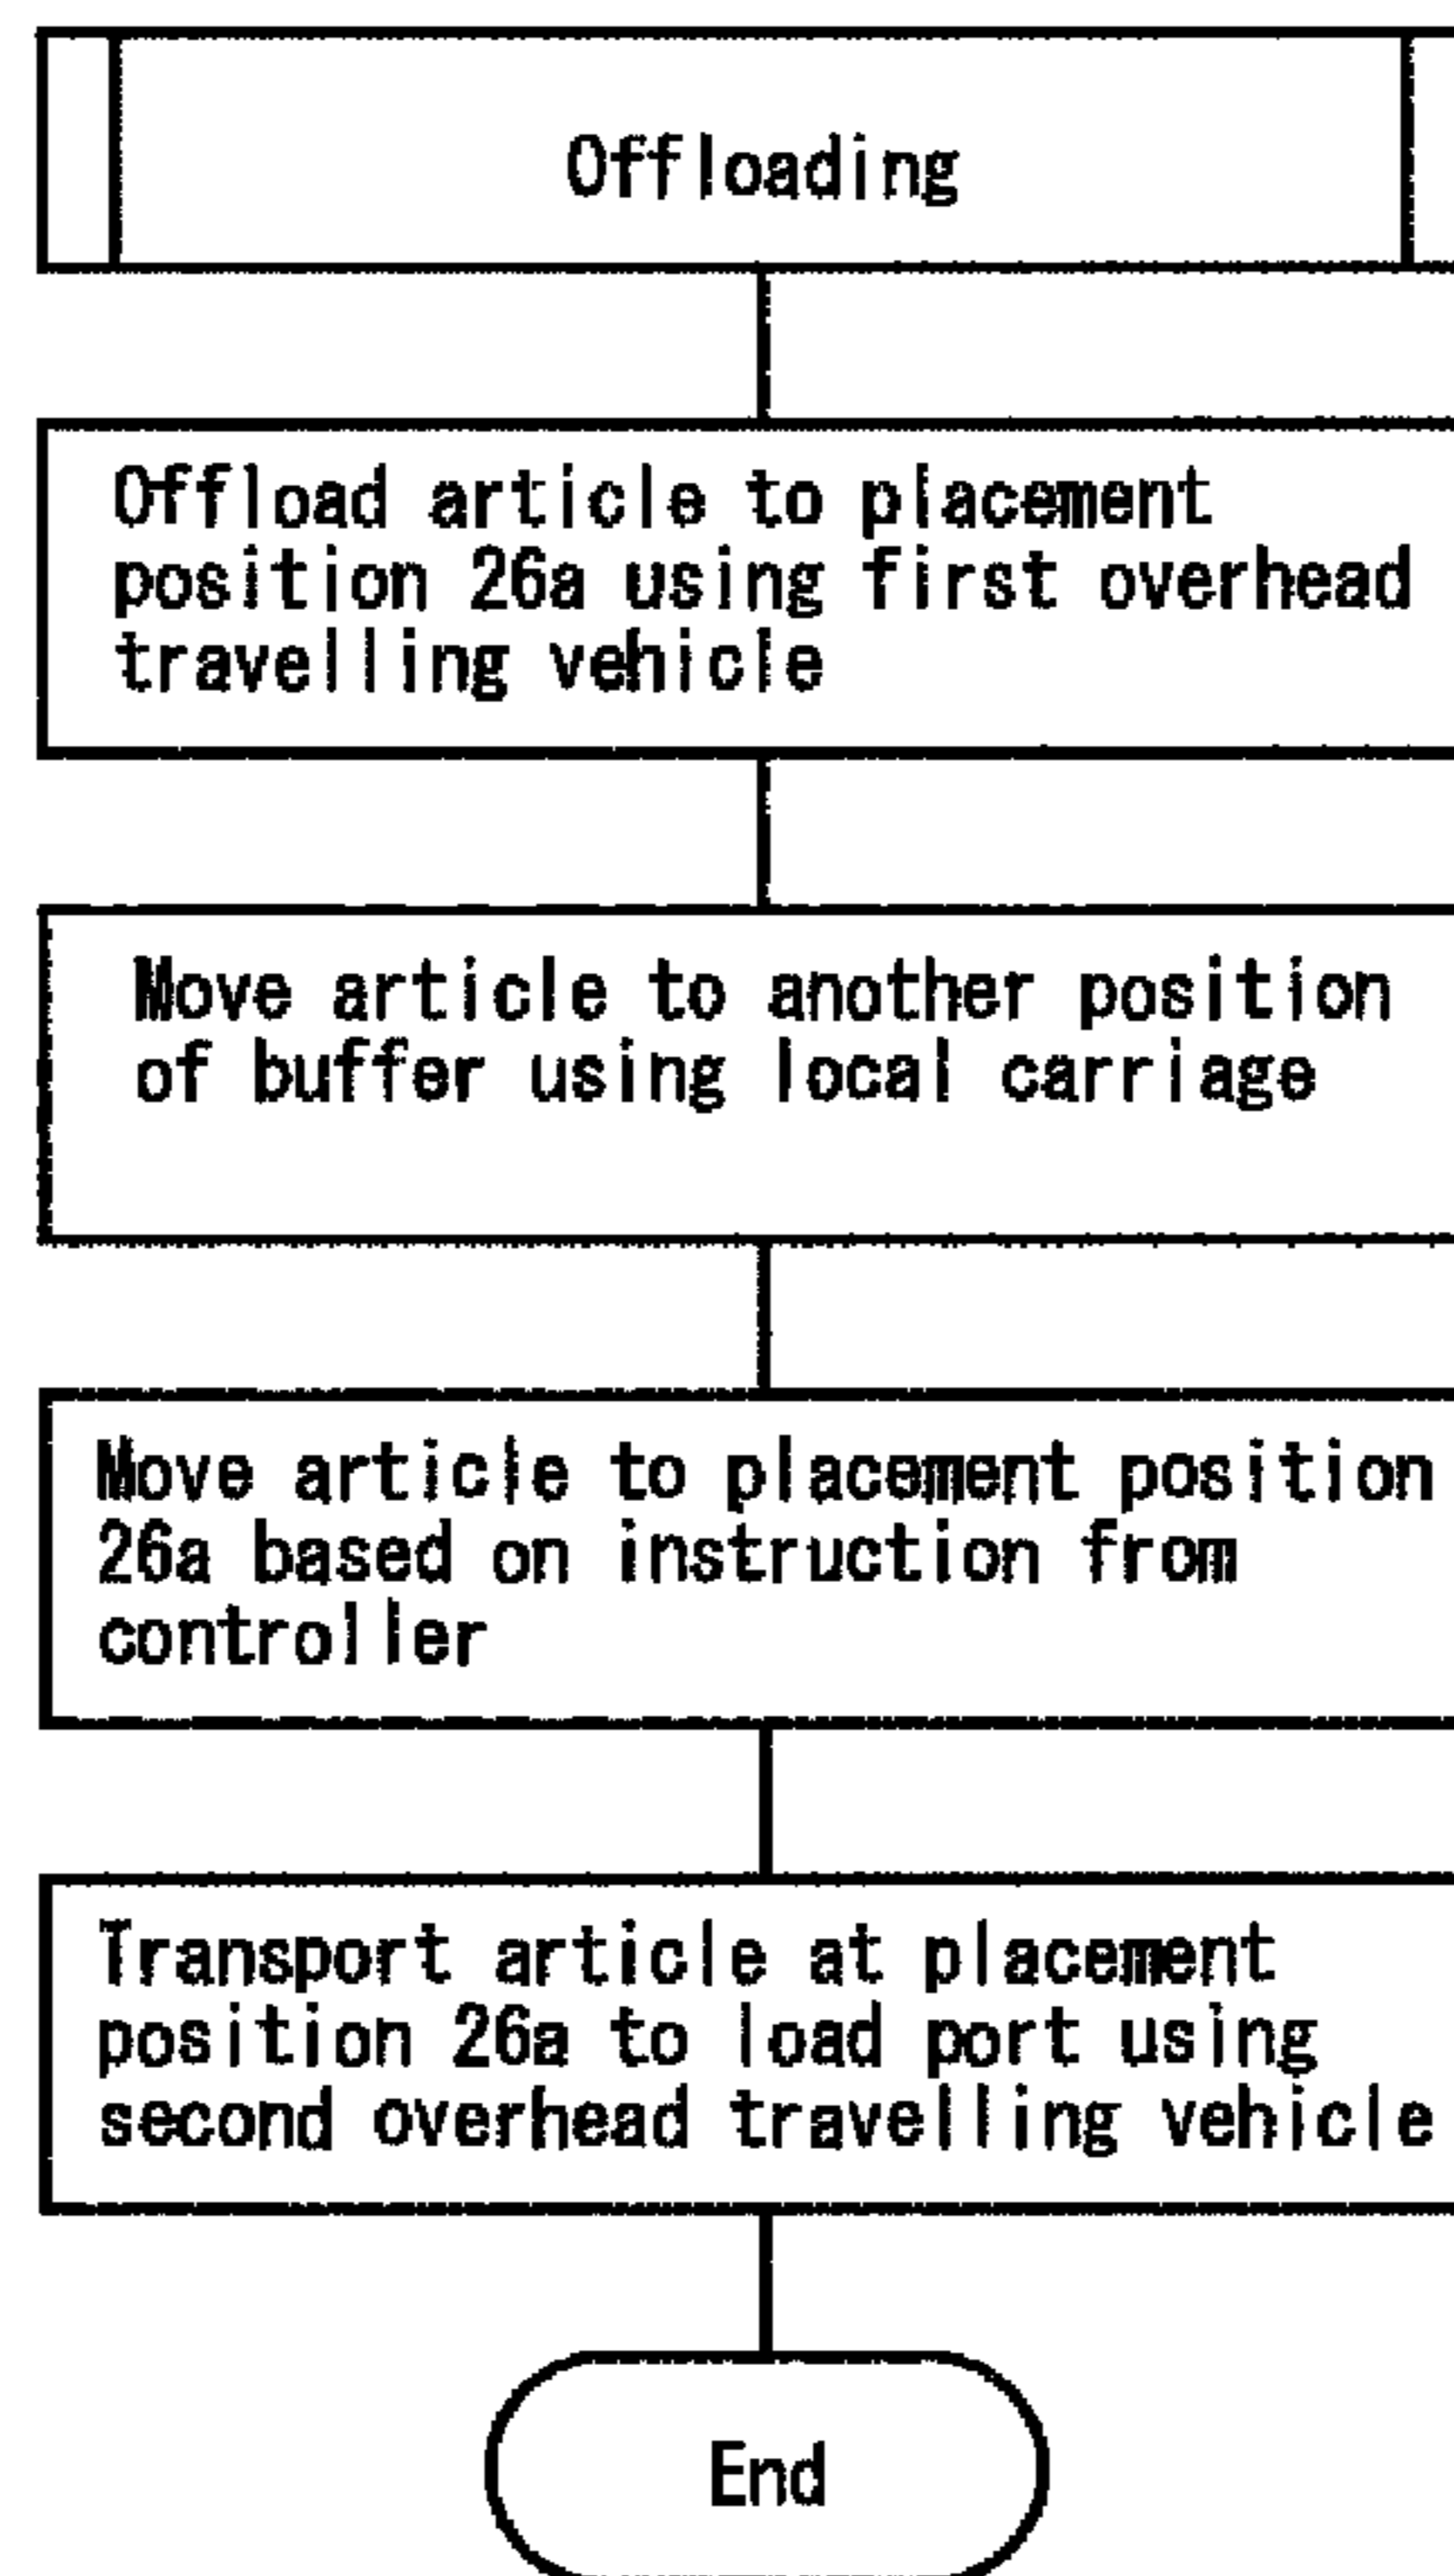 Offloading
Offload article to placement
position 26a using first overhead
travelling vehicle
Move article to another position
of buffer using local carriage
Move article to placement position
26a based on instruction from
controller
Transport article at placement
position 26a to load port using
second overhead travelling vehicle
End